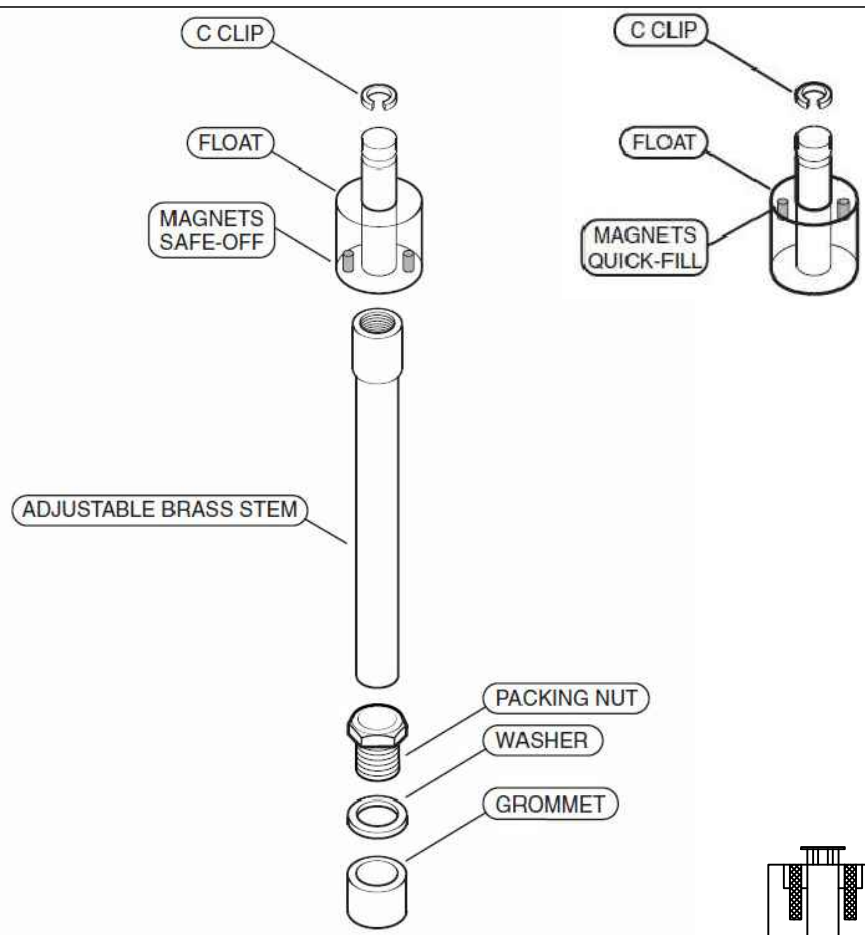 C CLIP
FLOAT
MAGNETS
SAFE-OFF
C CLIP
FLOAT
MAGNETS
QUICK-FILL
ADJUSTABLE BRASS STEM
PACKING NUT
WASHER
GROMMET